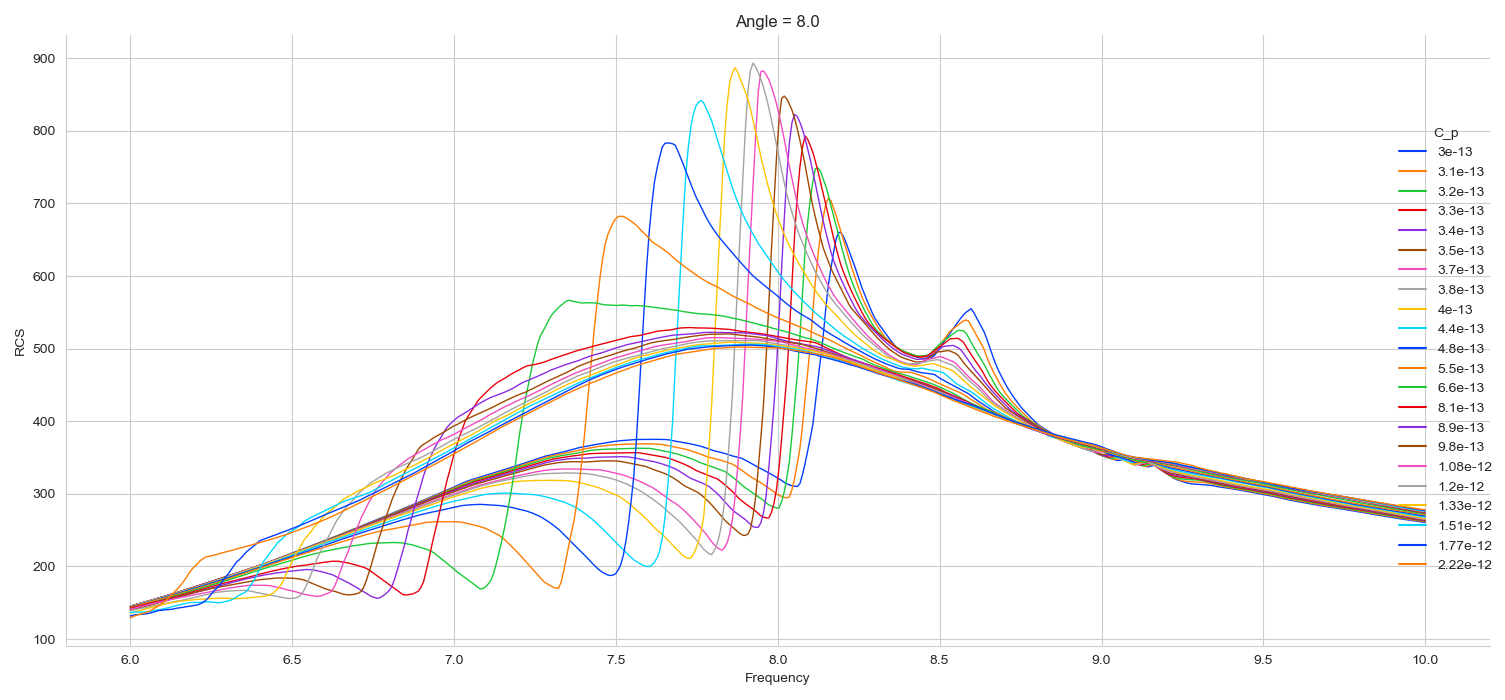 Angle = 8.0
900
800
700
600
500
400
300
200
100
RCS
6.0
6.5
7.0
7.5
8.0
8.5
9.0
9.5
10.0
Frequency
C_p
3e-13
3.1e-13
3.2e-13
3.3e-13
3.4e-13
3.5e-13
3.7e-13
3.8e-13
4e-13
4.4e-13
4.8e-13
5.5e-13
6.6e-13
8.1e-13
8.9e-13
9.8e-13
1.08e-12
1.2e-12
1.33e-12
1.51e-12
1.77e-12
2.22e-12